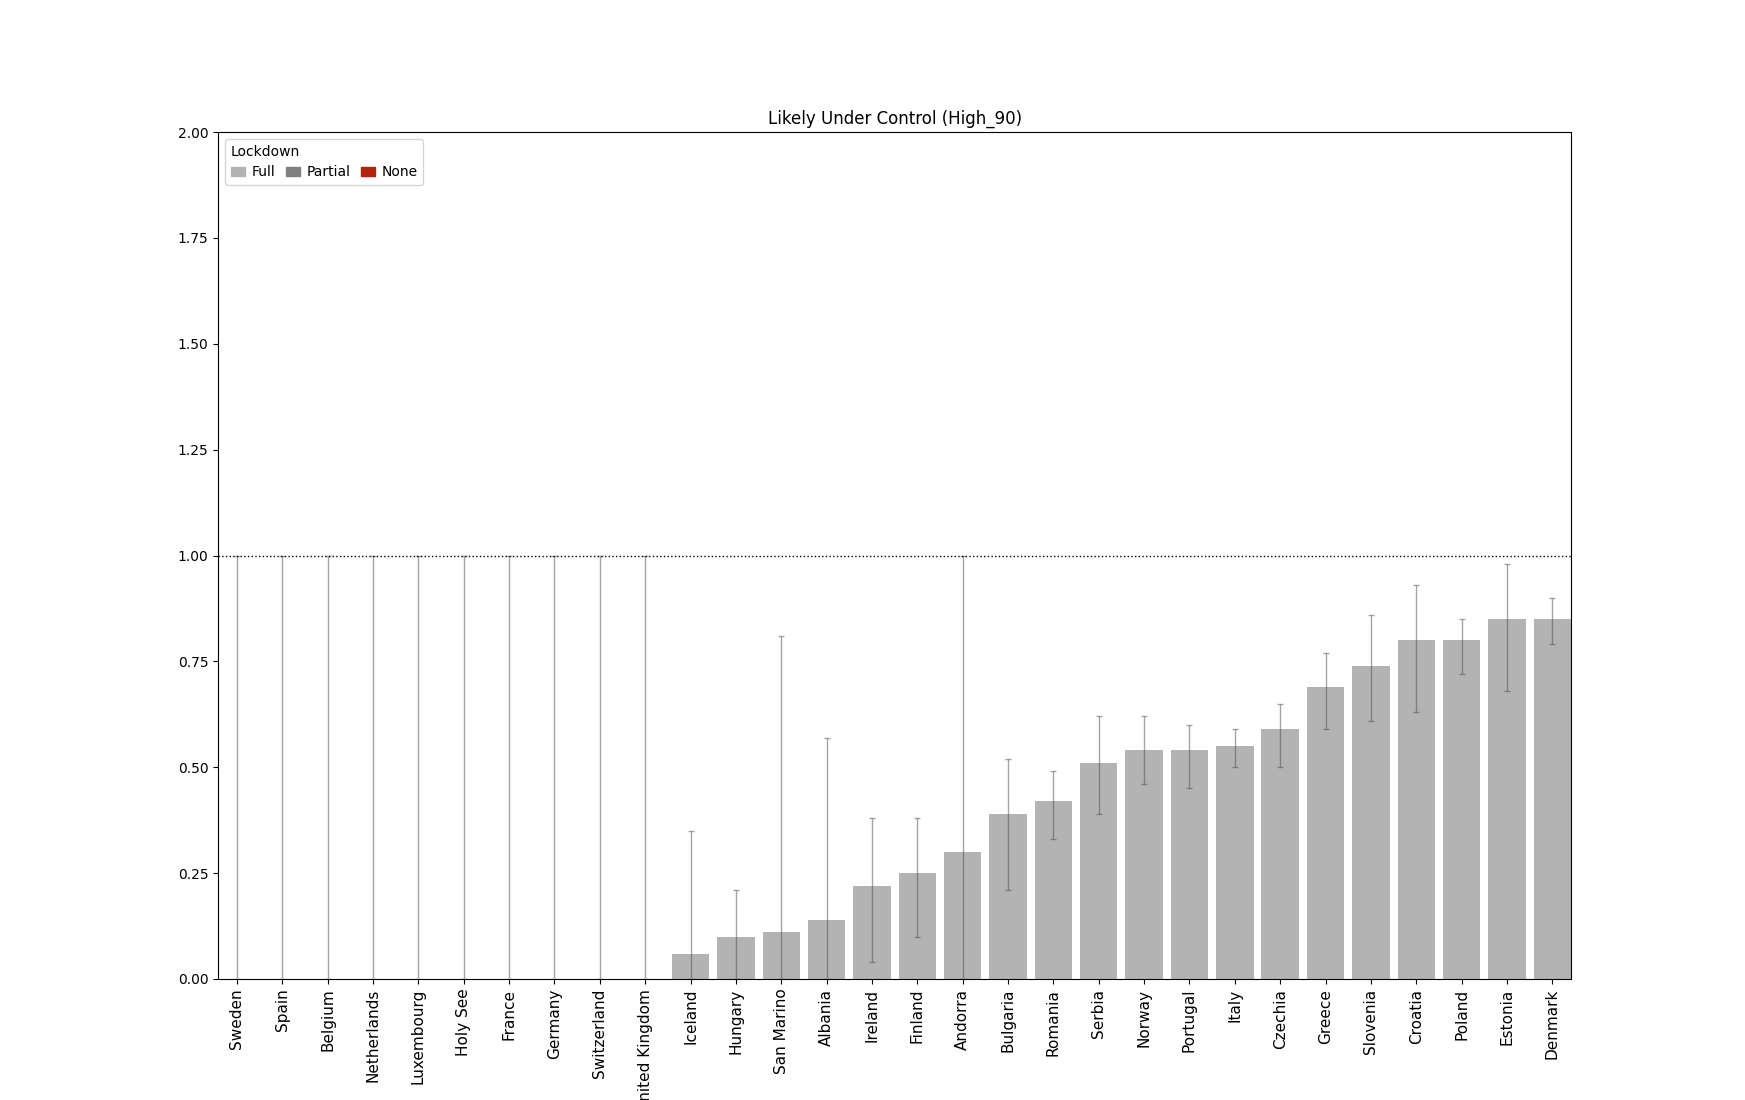 Likely Under Control (High_90)
2.00
Lockdown
Full Partial None
1.75
1.50
1.25
1.00
0.75
0.50
0.25
0.00
Sweden
Spain
Belgium
Netherlands
Luxembourg
Holy See
France
Germany
Switzerland
nited Kingdom
Iceland
Hungary
San Marino
Albania
Ireland
Finland
Andorra
Bulgaria
Romania
Serbia
Norway
Portugal
Italy
Czechia
Greece
Slovenia
Croatia
Poland
Estonia
Denmark